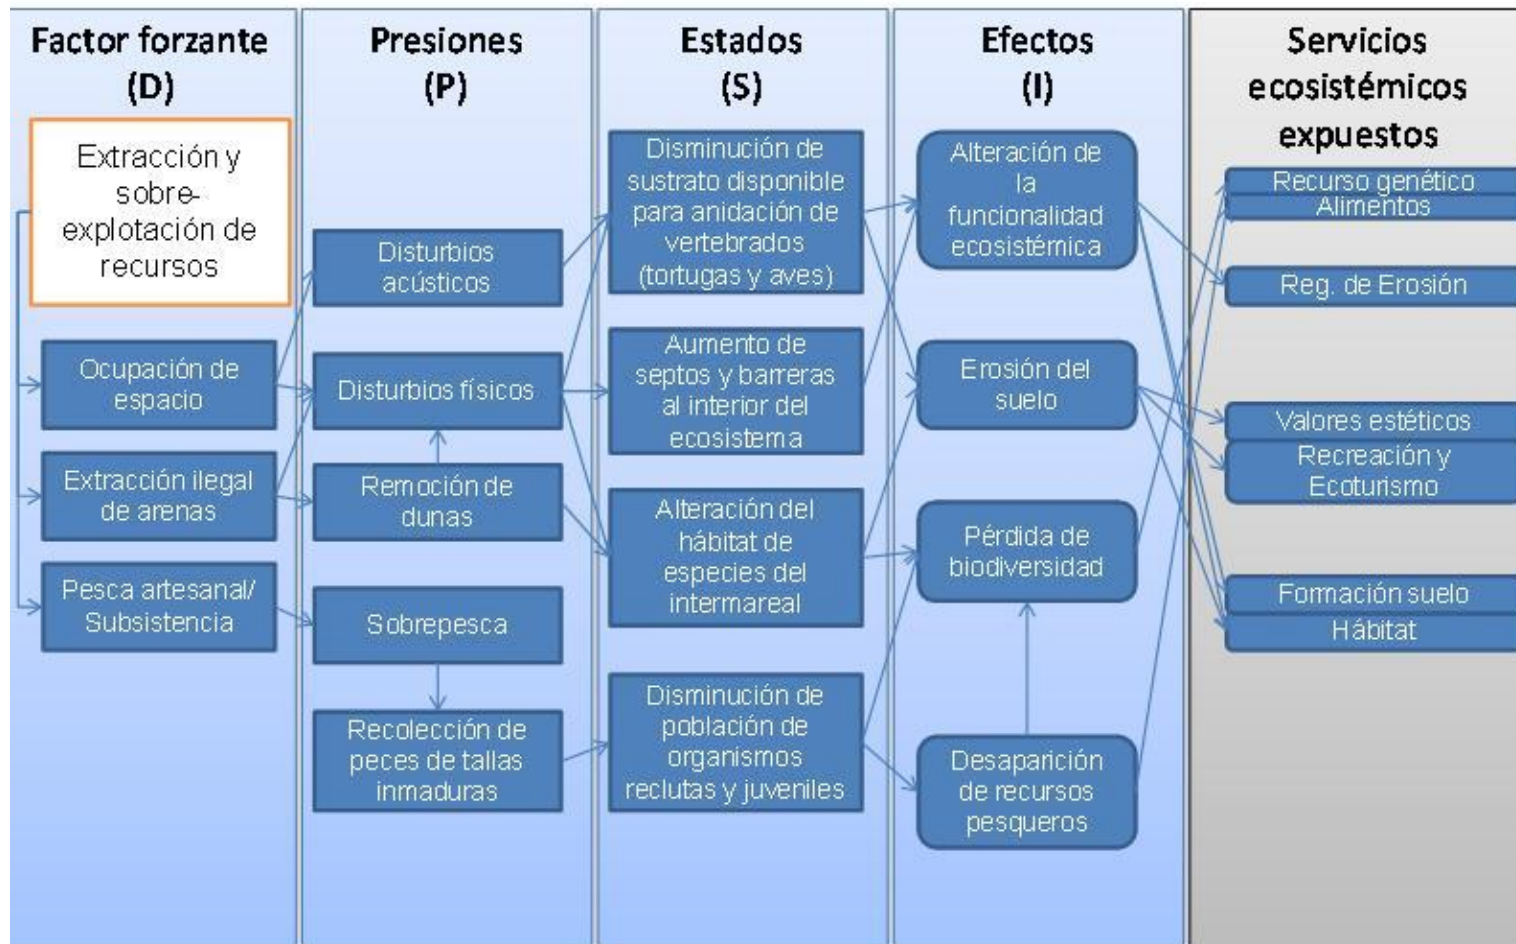 Factor forzante
(D)
Extracción y
sobre-
explotación de
recursos
Ocupación de
espacio
Extracción ilegal
de arenas
Pesca artesanal/
Subsistencia
Presiones
(P)
Disturbios
acústicos
Disturbios físicos
Remoción de
dunas
Sobrepesca
Recolección de
peces de tallas
inmaduras
Estados
(S)
Disminución de
sustrato disponible
para anidación de
vertebrados
(tortugas y aves)
Aumento de
septos y barreras
al interior del
ecosistema
Alteración del
hábitat de
especies del
intermareal
Disminución de
población de
organismos
reclutas y juveniles
Efectos
(I)
Alteración de
la
funcionalidad
ecosistémica
Erosión del
suelo
Pérdida de
biodiversidad
Desaparición
de recursos
pesqueros
Servicios
ecosistémicos
expuestos
Recurso genético
Alimentos
Reg. de Erosión
Valores estéticos
Recreación y
Ecoturismo
Formación suelo
Hábitat